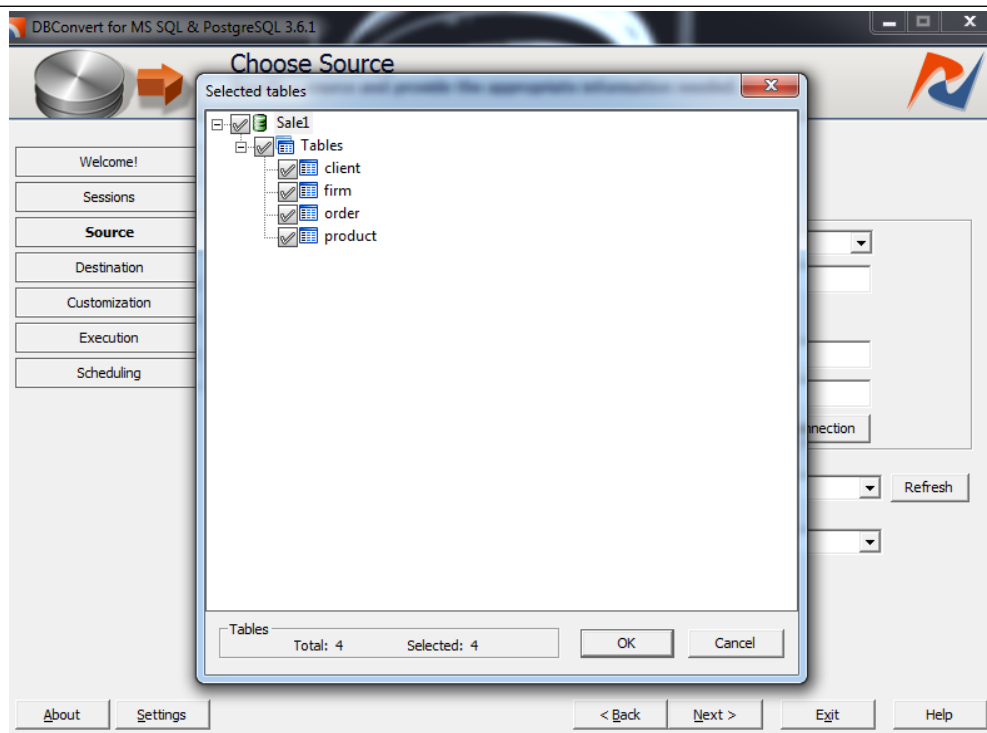 DBConvert for MS SQL & PostgreSQL 3.6.1
Choose Source
Selected tables
Sale1
Tables
client
firm
order
product
Welcome!
Sessions
Source
Destination
Customization
Execution
Scheduling
nnection
Refresh
Tables
Total: 4 Selected: 4
OK Cancel
About Settings < Back Next > Exit Help